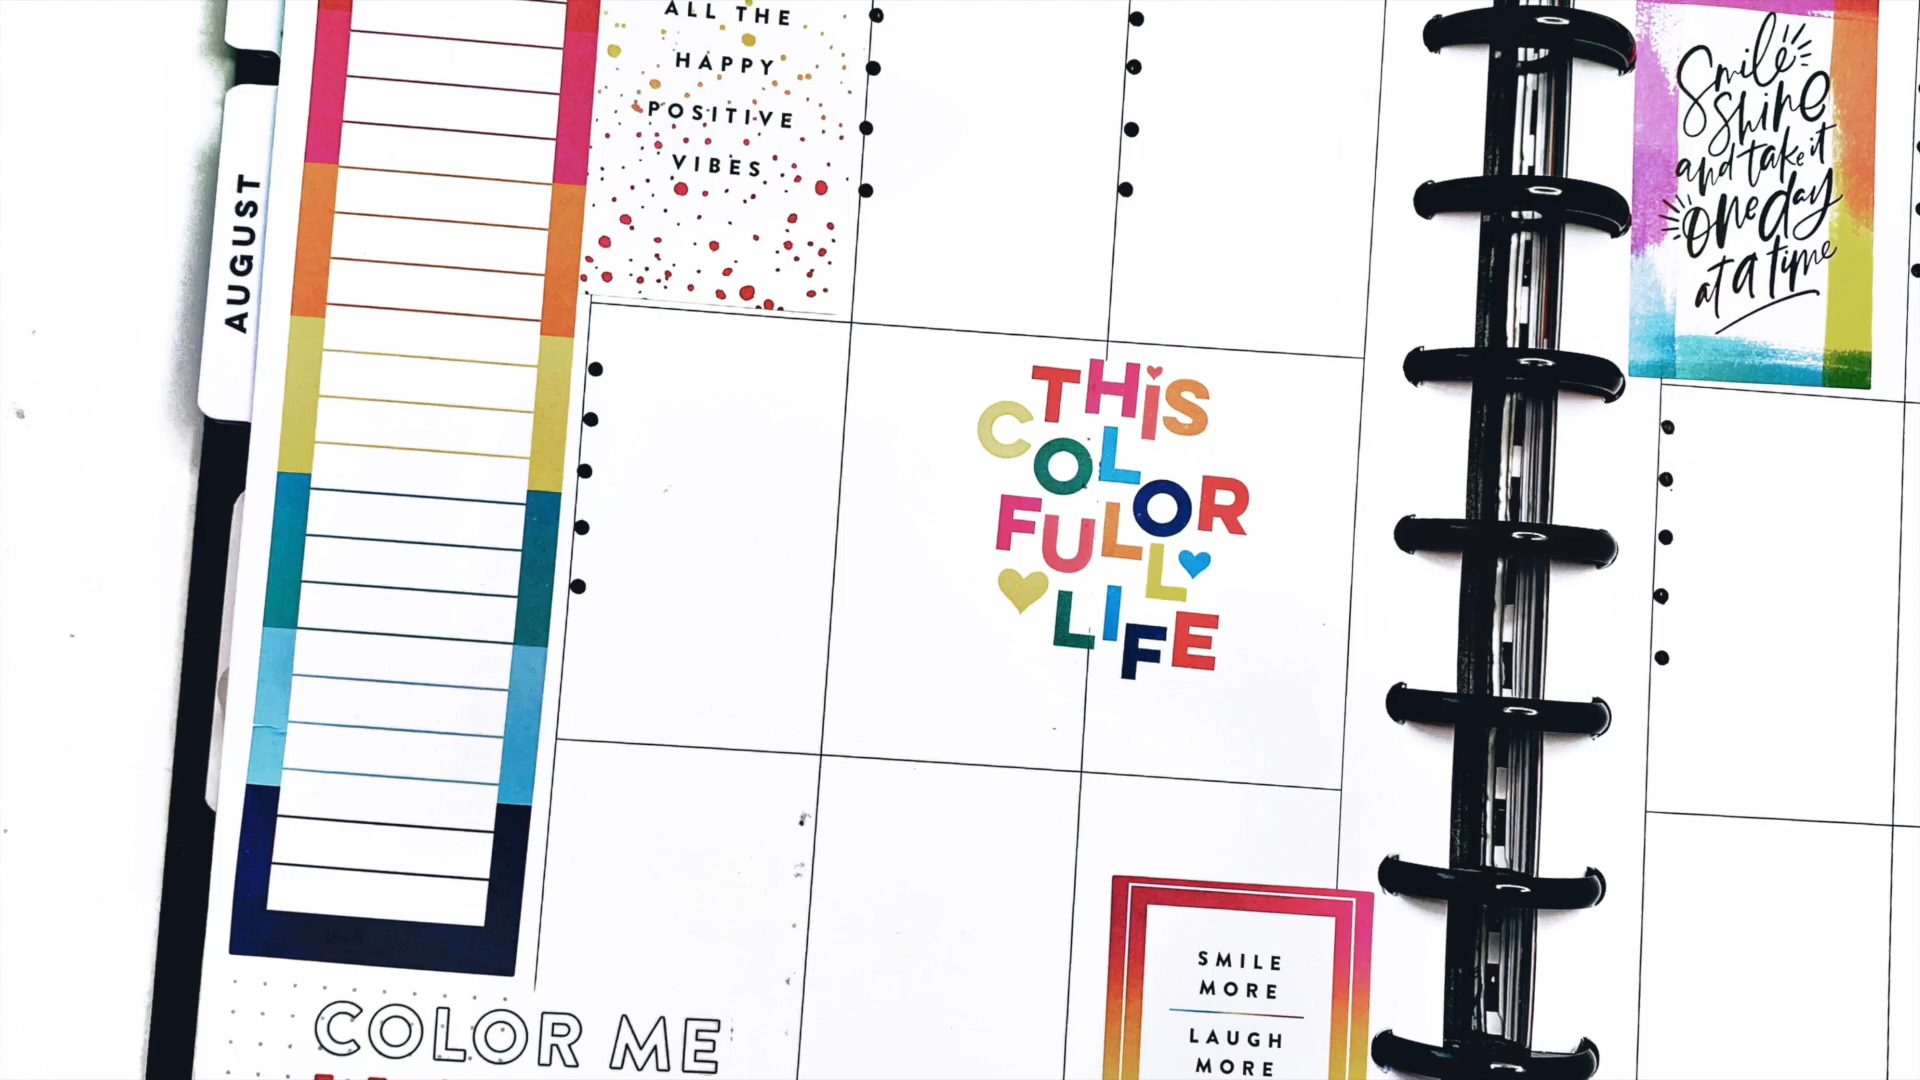 AUGUST
ALL THE
HAPPY
POSITIVE
VIBES
THIS
COLOR
FULL
LIFE
Smile
Shine
and take it
one day
at a time
SMILE
MORE
LAUGH
MORE
COLOR ME